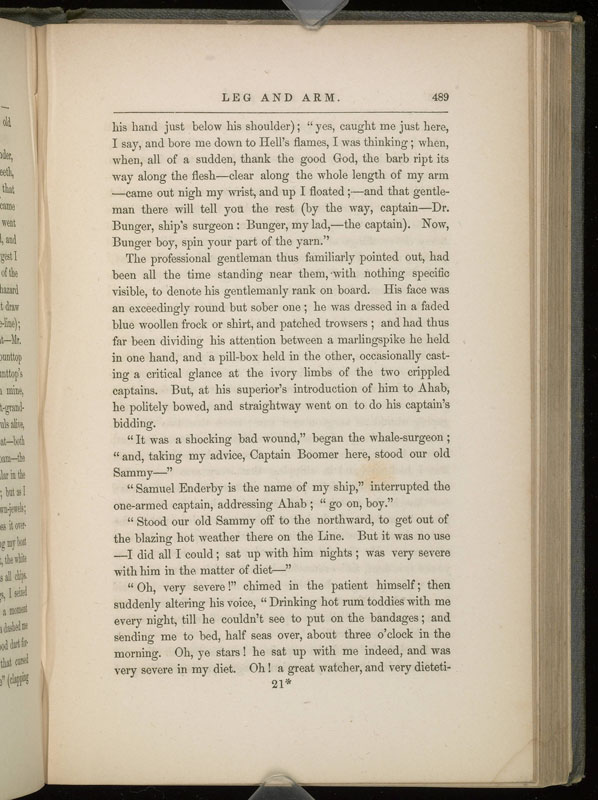 LEG AND ARM. 489
his hand just below his shoulder); "yes, caught me just here,
I say, and bore me down to Hell's flames, I was thinking; when,
when, all of a sudden, thank the good God, the barb ript its
way along the flesh—clear along the whole length of my arm
—came out nigh my wrist, and up I floated;—and that gentle-
man there will tell you the rest (by the way, captain—Dr.
Bunger, ship's surgeon: Bunger, my lad,—the captain). Now,
Bunger boy, spin your part of the yarn."
The professional gentleman thus familiarly pointed out, had
been all the time standing near them, with nothing specific
visible, to denote his gentlemanly rank on board. His face was
an exceedingly round but sober one; he was dressed in a faded
blue woollen frock or shirt, and patched trowsers; and had thus
far been dividing his attention between a marlingspike he held
in one hand, and a pill-box held in the other, occasionally cast-
ing a critical glance at the ivory limbs of the two crippled
captains. But, at his superior's introduction of him to Ahab,
he politely bowed, and straightway went on to do his captain's
bidding.
"It was a shocking bad wound," began the whale-surgeon;
"and, taking my advice, Captain Boomer here, stood our old
Sammy—"
"Samuel Enderby is the name of my ship," interrupted the
one-armed captain, addressing Ahab; "go on, boy."
"Stood our old Sammy off to the northward, to get out of
the blazing hot weather there on the Line. But it was no use
—I did all I could; sat up with him nights; was very severe
with him in the matter of diet—"
"Oh, very severe!" chimed in the patient himself; then
suddenly altering his voice, "Drinking hot rum toddies with me
every night, till he couldn't see to put on the bandages; and
sending me to bed, half seas over, about three o'clock in the
morning. Oh, ye stars! he sat up with me indeed, and was
very severe in my diet. Oh! a great watcher, and very dieteti-
21*